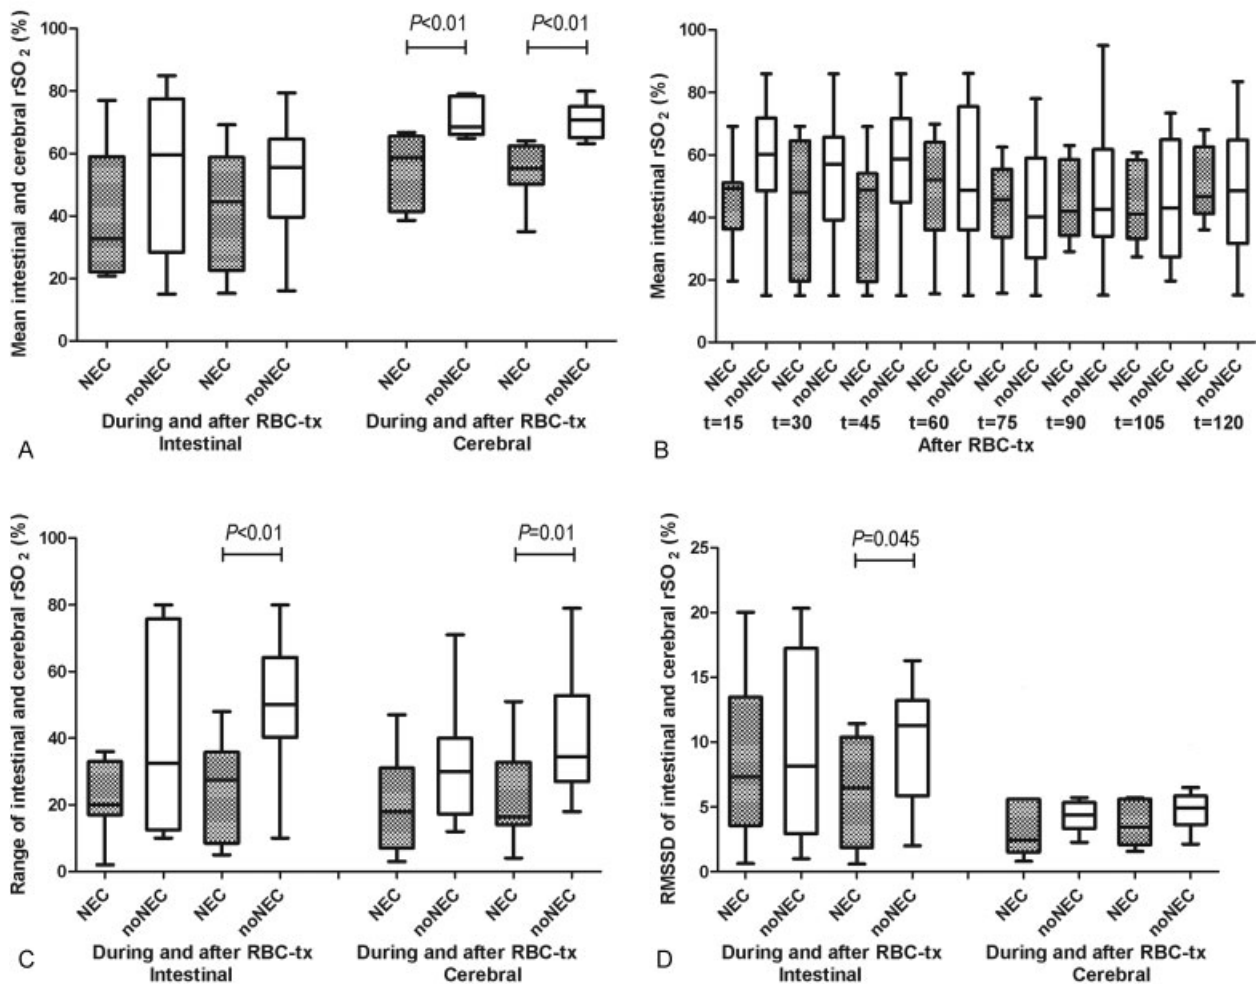 Mean intestinal and cerebral rSO2 (%)
100
80
60
40
20
0
P<0.01
P<0.01
NEC
noNEC
NEC
noNEC
NEC
noNEC
NEC
noNEC
During and after RBC-tx
Intestinal
During and after RBC-tx
Cerebral
A
Mean intestinal rSO2 (%)
100
80
60
40
20
0
NEC
noNEC
NEC
noNEC
NEC
noNEC
NEC
noNEC
NEC
noNEC
NEC
noNEC
NEC
noNEC
NEC
noNEC
t=15 t=30 t=45 t=60 t=75 t=90 t=105 t=120
After RBC-tx
B
Range of intestinal and cerebral rSO2 (%)
100
80
60
40
20
0
P<0.01
P=0.01
NEC
noNEC
NEC
noNEC
NEC
noNEC
NEC
noNEC
During and after RBC-tx
Intestinal
During and after RBC-tx
Cerebral
C
RMSSD of intestinal and cerebral rSO2 (%)
25
20
15
10
5
0
P=0.045
NEC
noNEC
NEC
noNEC
NEC
noNEC
NEC
noNEC
During and after RBC-tx
Intestinal
During and after RBC-tx
Cerebral
D